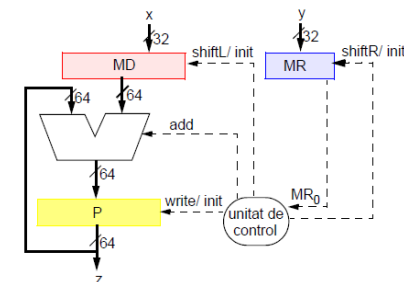 x
y
32
32
shiftL/ init
shiftR/ init
MD
MR
64
64
add
64
write/ init
MR0
P
unitat de
control
64
z